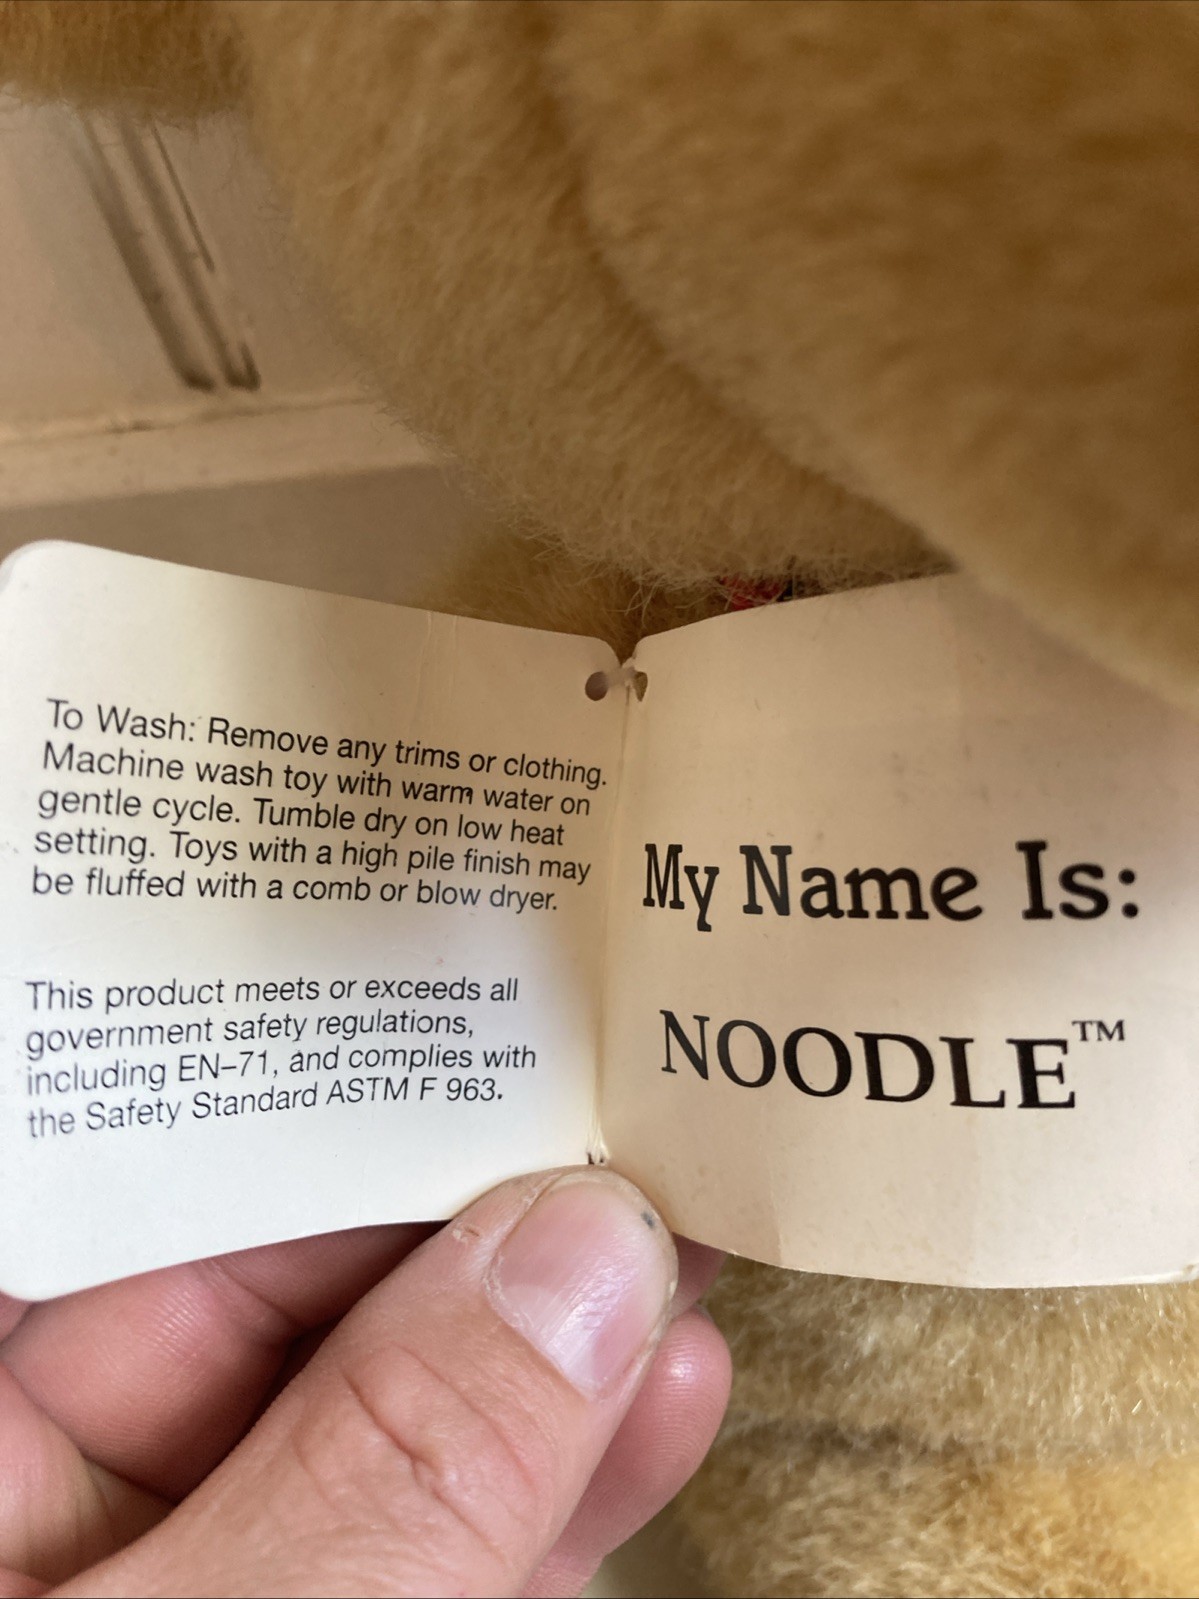 To Wash: Remove any trims or clothing.
Machine wash toy with warm water on
gentle cycle. Tumble dry on low heat
setting. Toys with a high pile finish may
be fluffed with a comb or blow dryer.
This product meets or exceeds all
government safety regulations,
including EN–71, and complies with
the Safety Standard ASTM F 963.
My Name Is:
NOODLE™